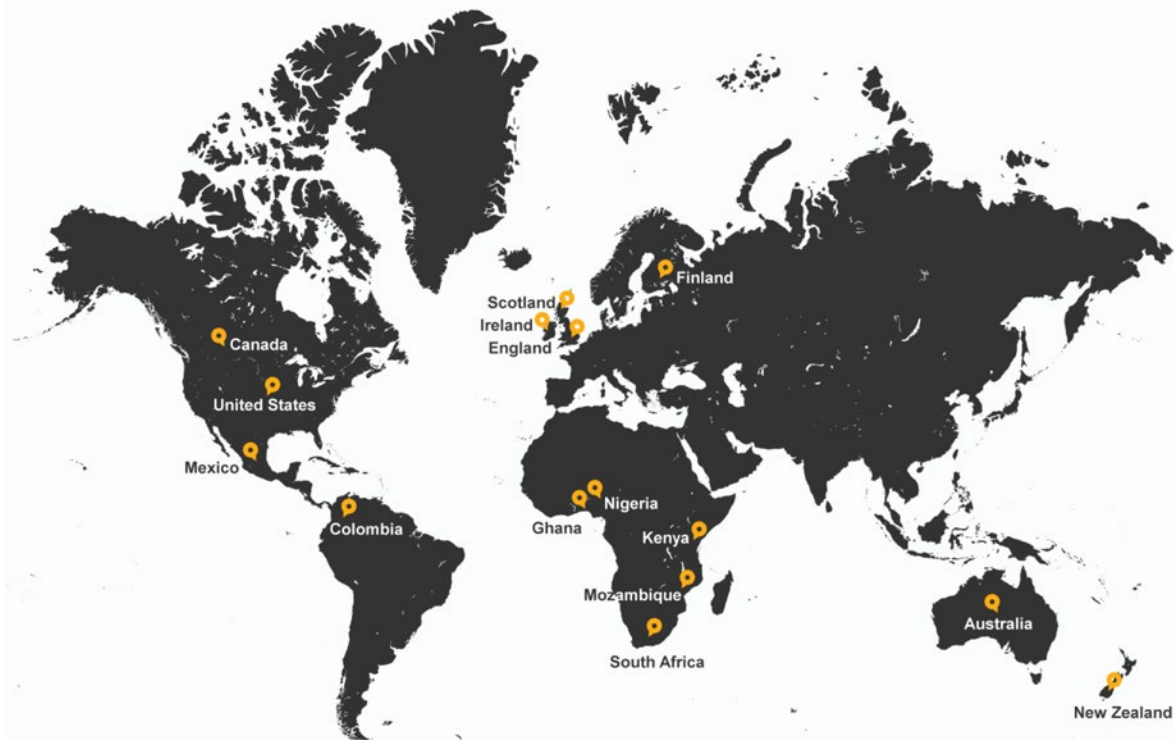 Finland
Scotland
Ireland
England
Canada
United States
Mexico
Colombia
Nigeria
Ghana
Kenya
Mozambique
Australia
South Africa
New Zealand